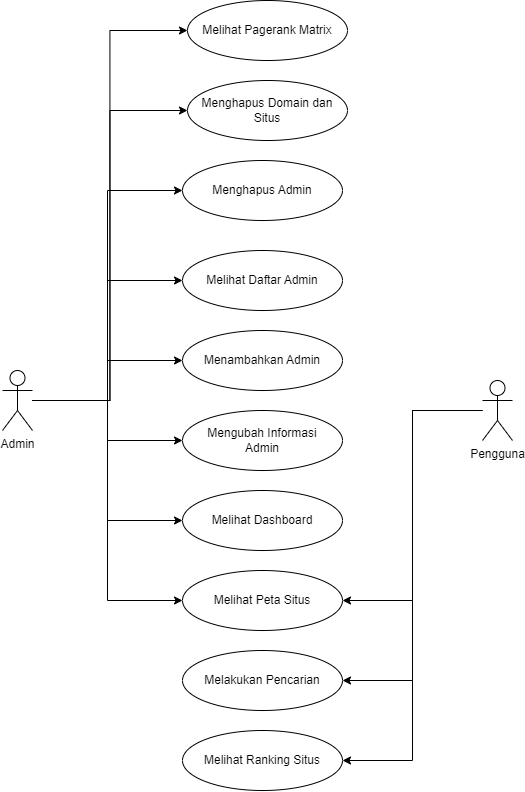 Melihat Pagerank Matrix
Menghapus Domain dan
Situs
Menghapus Admin
Melihat Daftar Admin
Menambahkan Admin
Admin
Mengubah Informasi
Admin
Pengguna
Melihat Dashboard
Melihat Peta Situs
Melakukan Pencarian
Melihat Ranking Situs